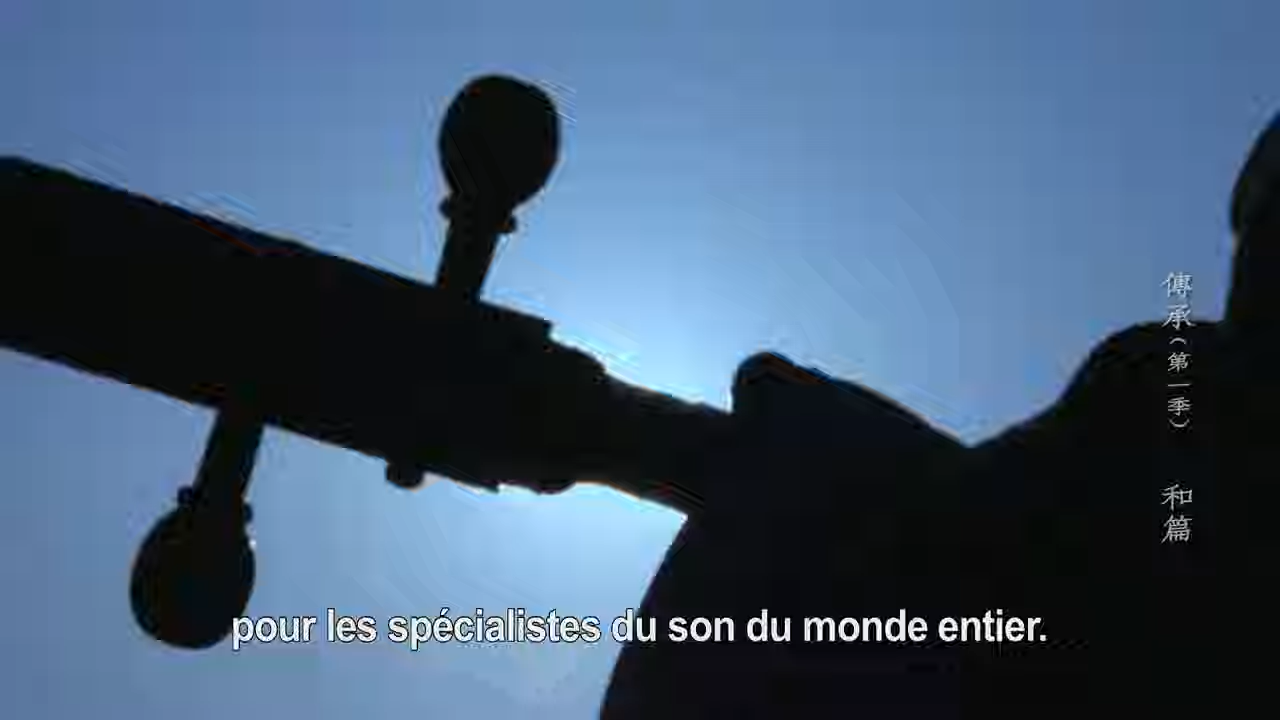 傳承（第一季） 和篇
pour les spécialistes du son du monde entier.